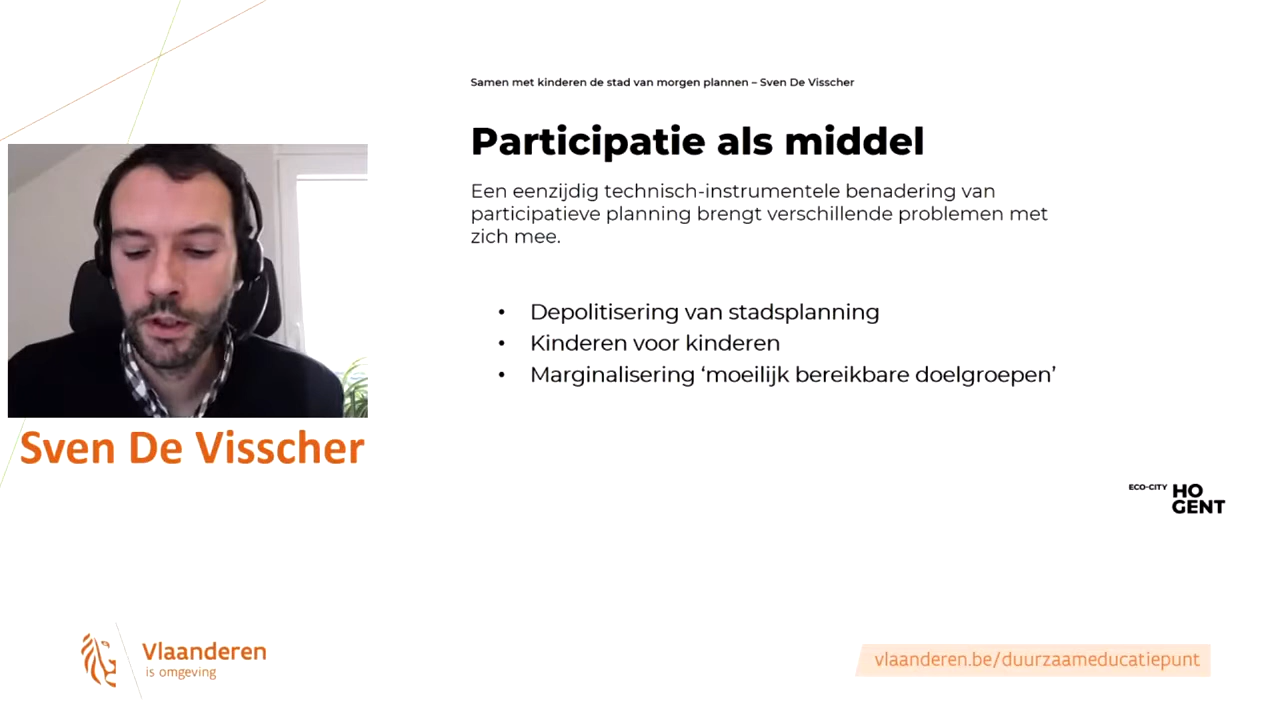 Samen met kinderen de stad van morgen plannen – Sven De Visscher
Participatie als middel
Een eenzijdig technisch-instrumentele benadering van
participatieve planning brengt verschillende problemen met
zich mee.
• Depolitisering van stadsplanning
• Kinderen voor kinderen
• Marginalisering ‘moeilijk bereikbare doelgroepen’
Sven De Visscher
ECO-CITY HO
GENT
Vlaanderen
is omgeving
vlaanderen.be/duurzaameducatiepunt